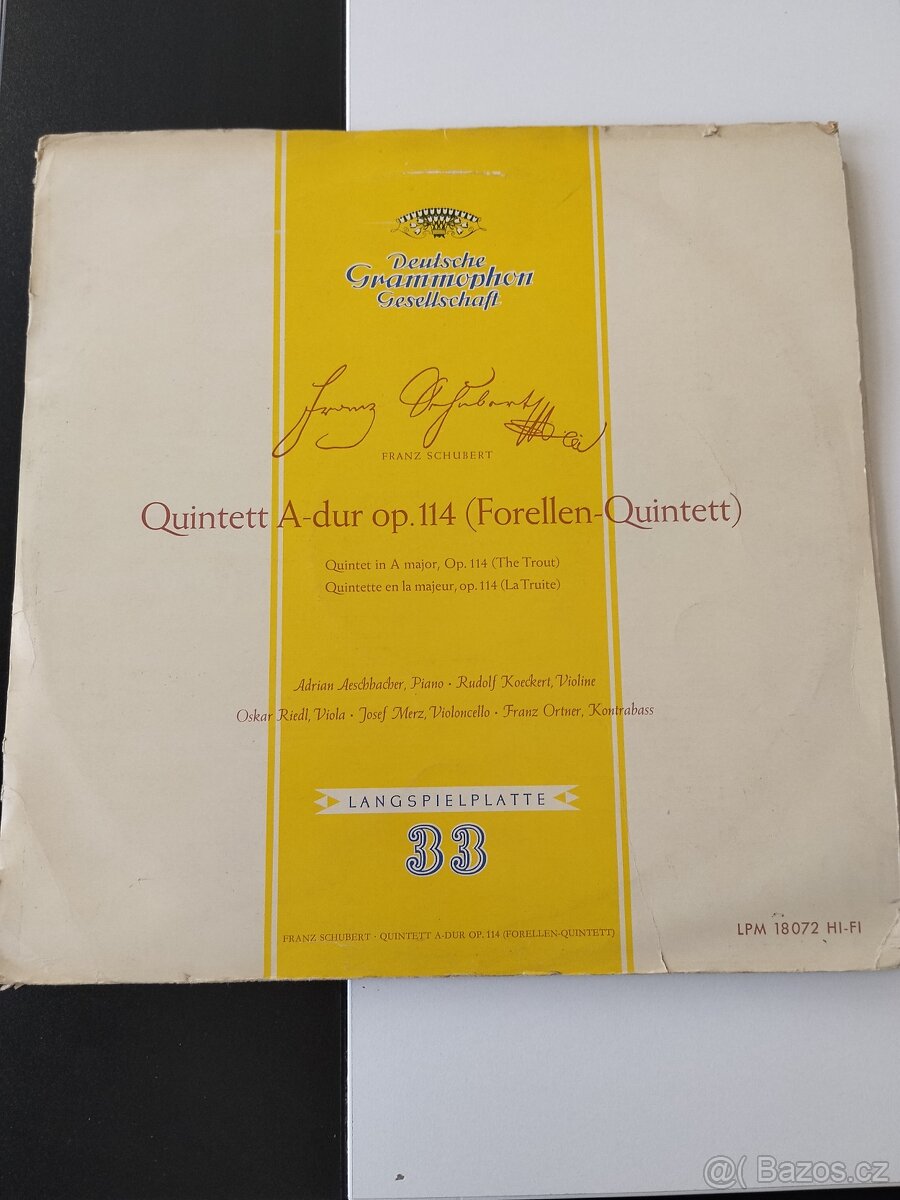 Deutsche
Grammophon
Gesellschaft
Franz Schubert
FRANZ SCHUBERT
Quintett A-dur op. 114 (Forellen-Quintett)
Quintet in A major, Op. 114 (The Trout)
Quintette en la majeur, op. 114 (La Truite)
Adrian Aeschbacher, Piano · Rudolf Koeckert, Violine
Oskar Riedl, Viola · Josef Merz, Violoncello · Franz Ortner, Kontrabass
LANGSPIELPLATTE
33
LPM 18072 HI-FI
FRANZ SCHUBERT · QUINTETT A-DUR OP. 114 (FORELLEN-QUINTETT)
@( Bazos.cz